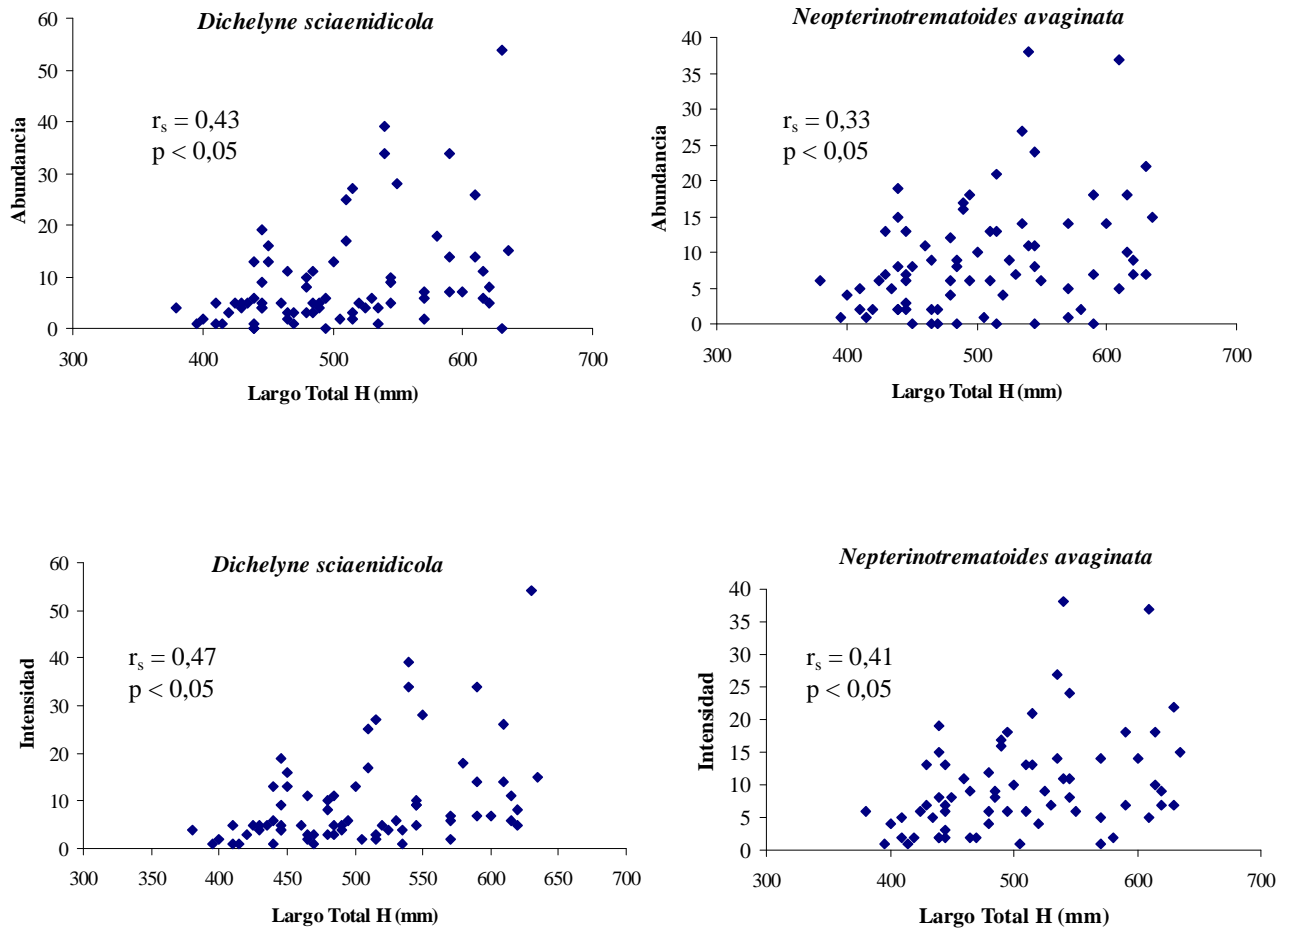 Dichelyne sciaenidicola
60
50
40
30
20
10
0
Abundancia
r_s = 0,43
p < 0,05
300 400 500 600 700
Largo Total H (mm)
Neopterinotrematoides avaginata
40
35
30
25
20
15
10
5
0
Abundancia
r_s = 0,33
p < 0,05
300 400 500 600 700
Largo Total H (mm)
Dichelyne sciaenidicola
60
50
40
30
20
10
0
Intensidad
r_s = 0,47
p < 0,05
300 350 400 450 500 550 600 650 700
Largo Total H (mm)
Nepterinotrematoides avaginata
40
35
30
25
20
15
10
5
0
Intensidad
r_s = 0,41
p < 0,05
300 400 500 600 700
Largo Total H (mm)